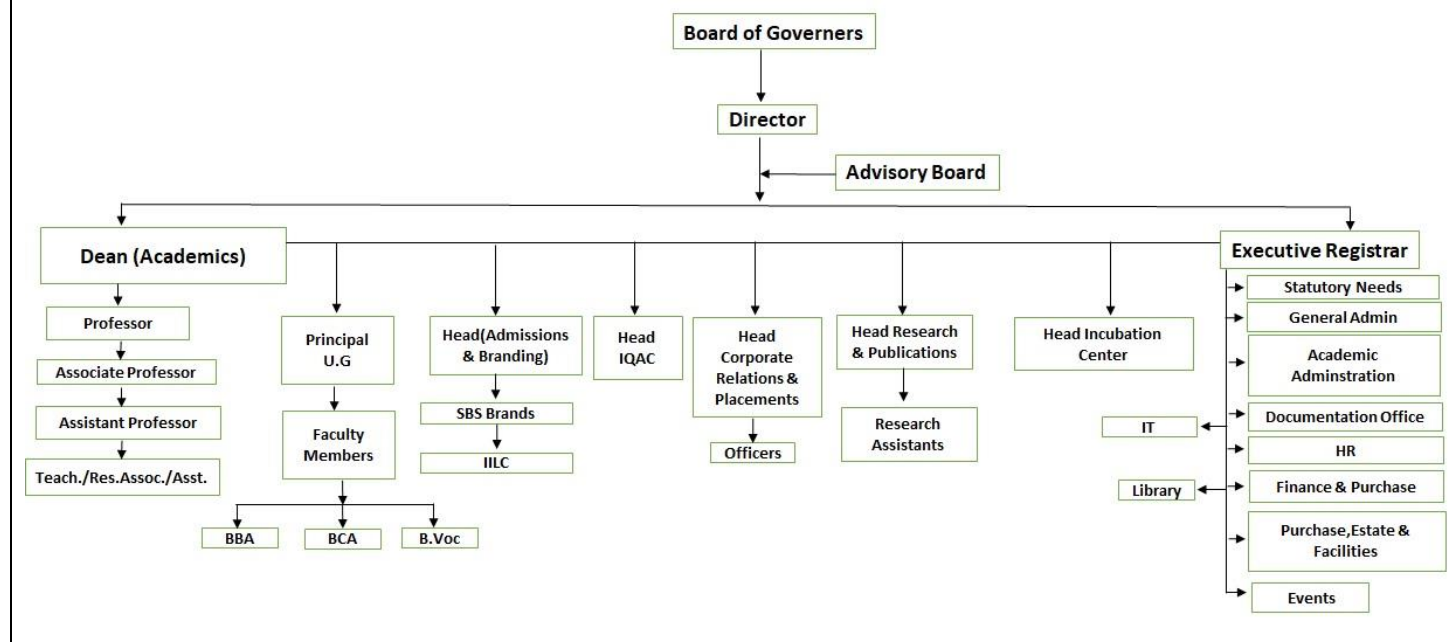 Board of Governers
Director
Advisory Board
Dean (Academics)
Executive Registrar
Professor
Associate Professor
Assistant Professor
Teach./Res.Assoc./Asst.
Principal
U.G
Faculty
Members
BBA
BCA
B.Voc
Head(Admissions
& Branding)
SBS Brands
IILC
Head
IQAC
Head
Corporate
Relations &
Placements
Officers
Head Research
& Publications
Research
Assistants
Head Incubation
Center
IT
Library
Statutory Needs
General Admin
Academic
Adminstration
Documentation Office
HR
Finance & Purchase
Purchase,Estate &
Facilities
Events